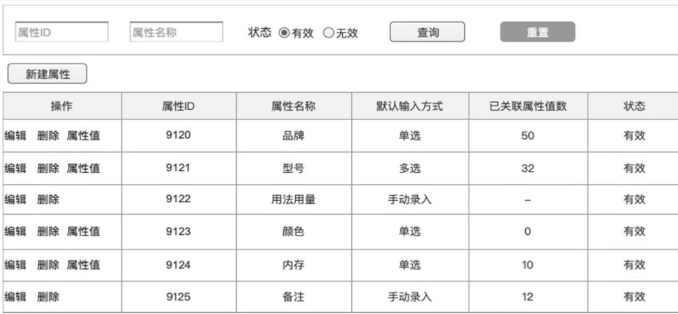 属性ID 属性名称 状态 有效 无效 查询 重置
新建属性
操作 属性ID 属性名称 默认输入方式 已关联属性值数 状态
编辑 删除 属性值 9120 品牌 单选 50 有效
编辑 删除 属性值 9121 型号 多选 32 有效
编辑 删除 9122 用法用量 手动录入 – 有效
编辑 删除 属性值 9123 颜色 单选 0 有效
编辑 删除 属性值 9124 内存 单选 10 有效
编辑 删除 9125 备注 手动录入 12 有效